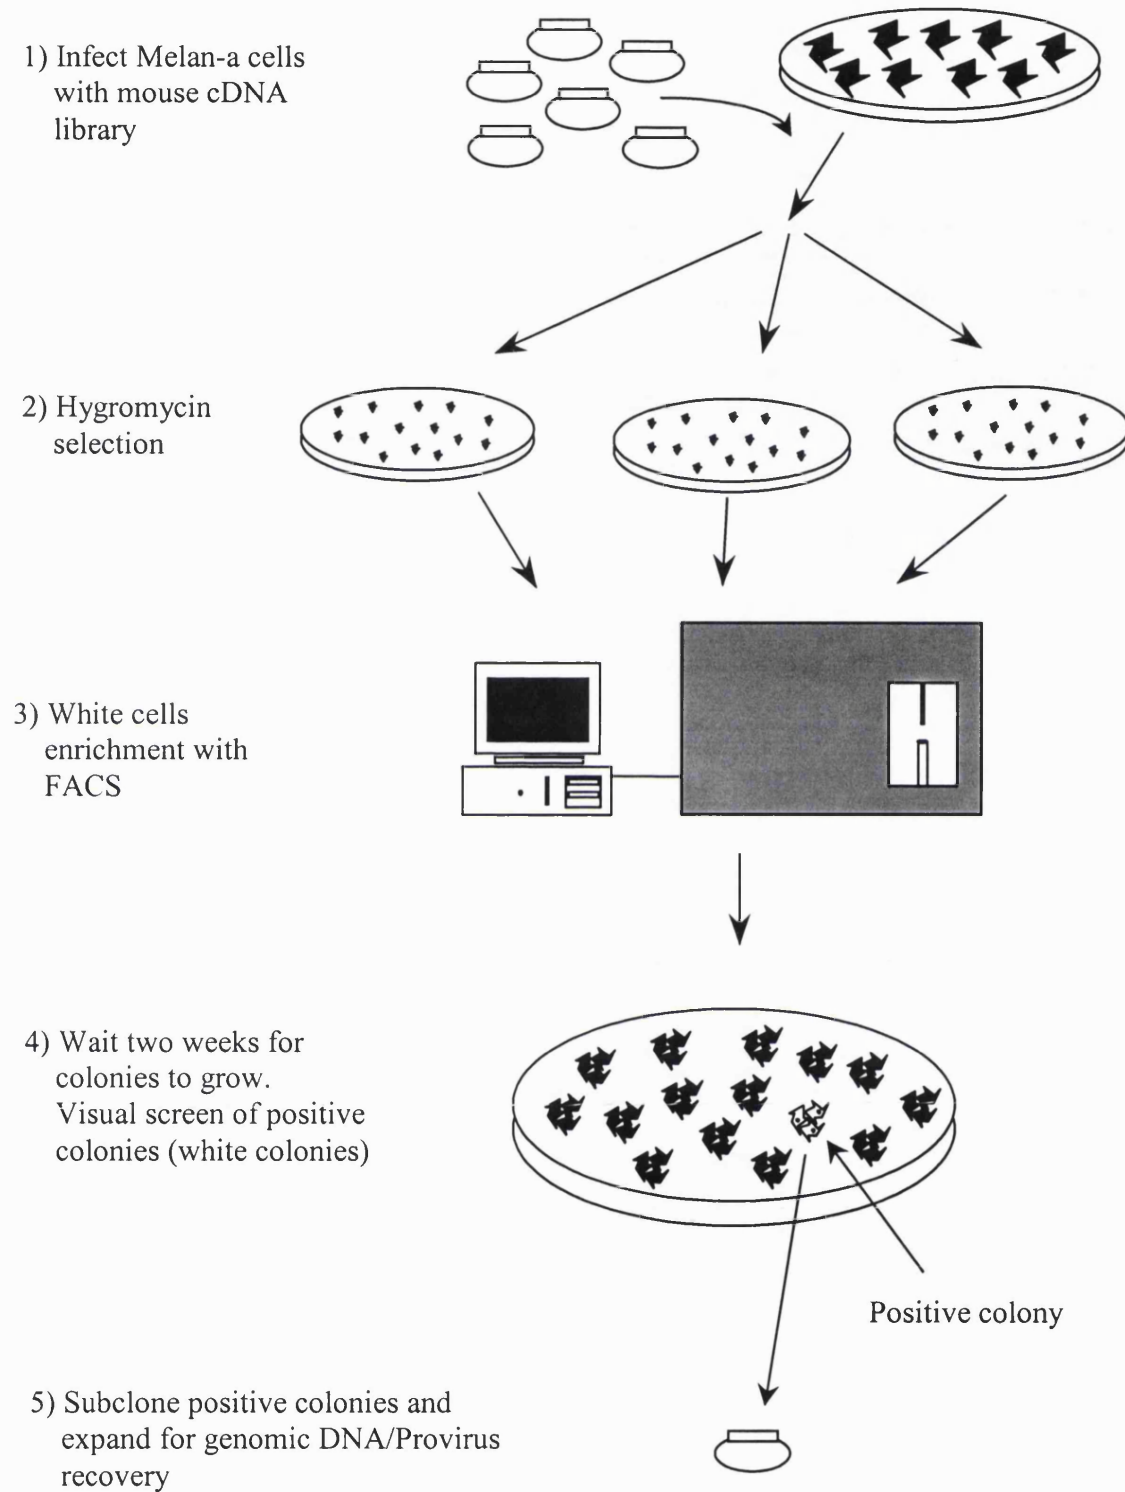 1) Infect Melan-a cells
with mouse cDNA
library
2) Hygromycin
selection
3) White cells
enrichment with
FACS
4) Wait two weeks for
colonies to grow.
Visual screen of positive
colonies (white colonies)
Positive colony
5) Subclone positive colonies and
expand for genomic DNA/Provirus
recovery